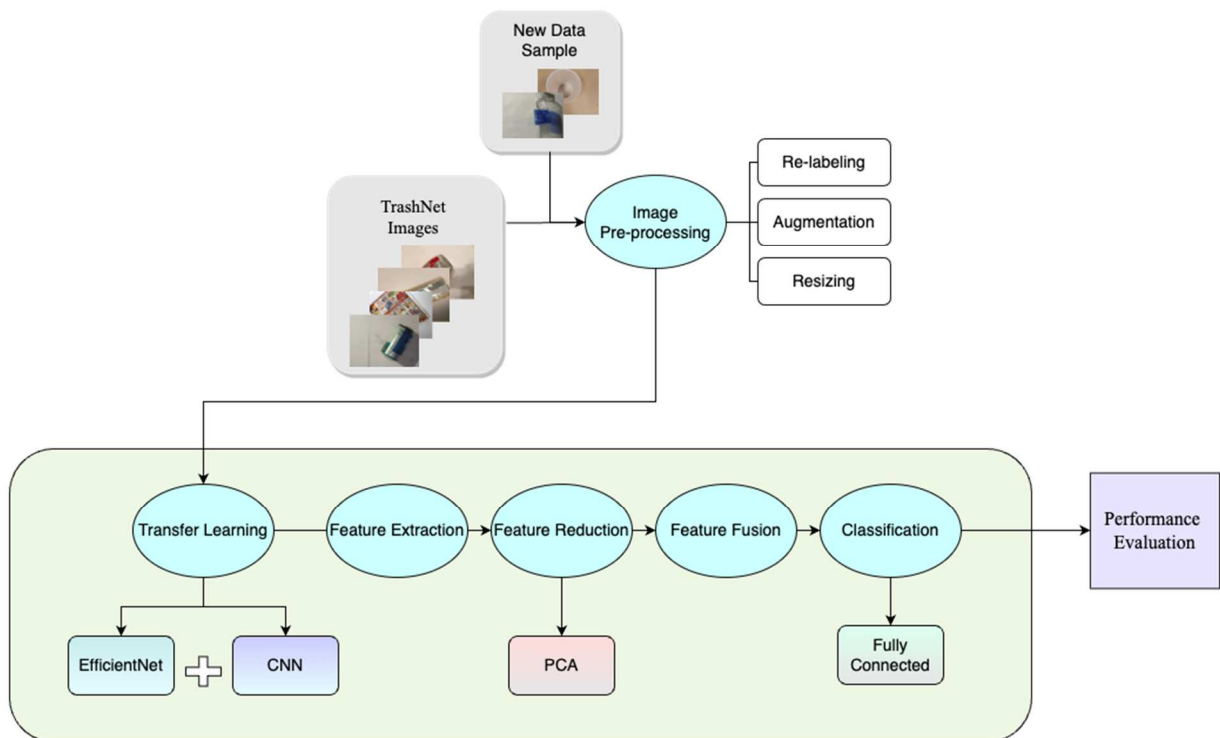 New Data
Sample
TrashNet
Images
Image
Pre-processing
Re-labeling
Augmentation
Resizing
Transfer Learning
Feature Extraction
Feature Reduction
Feature Fusion
Classification
Performance
Evaluation
EfficientNet
CNN
PCA
Fully
Connected